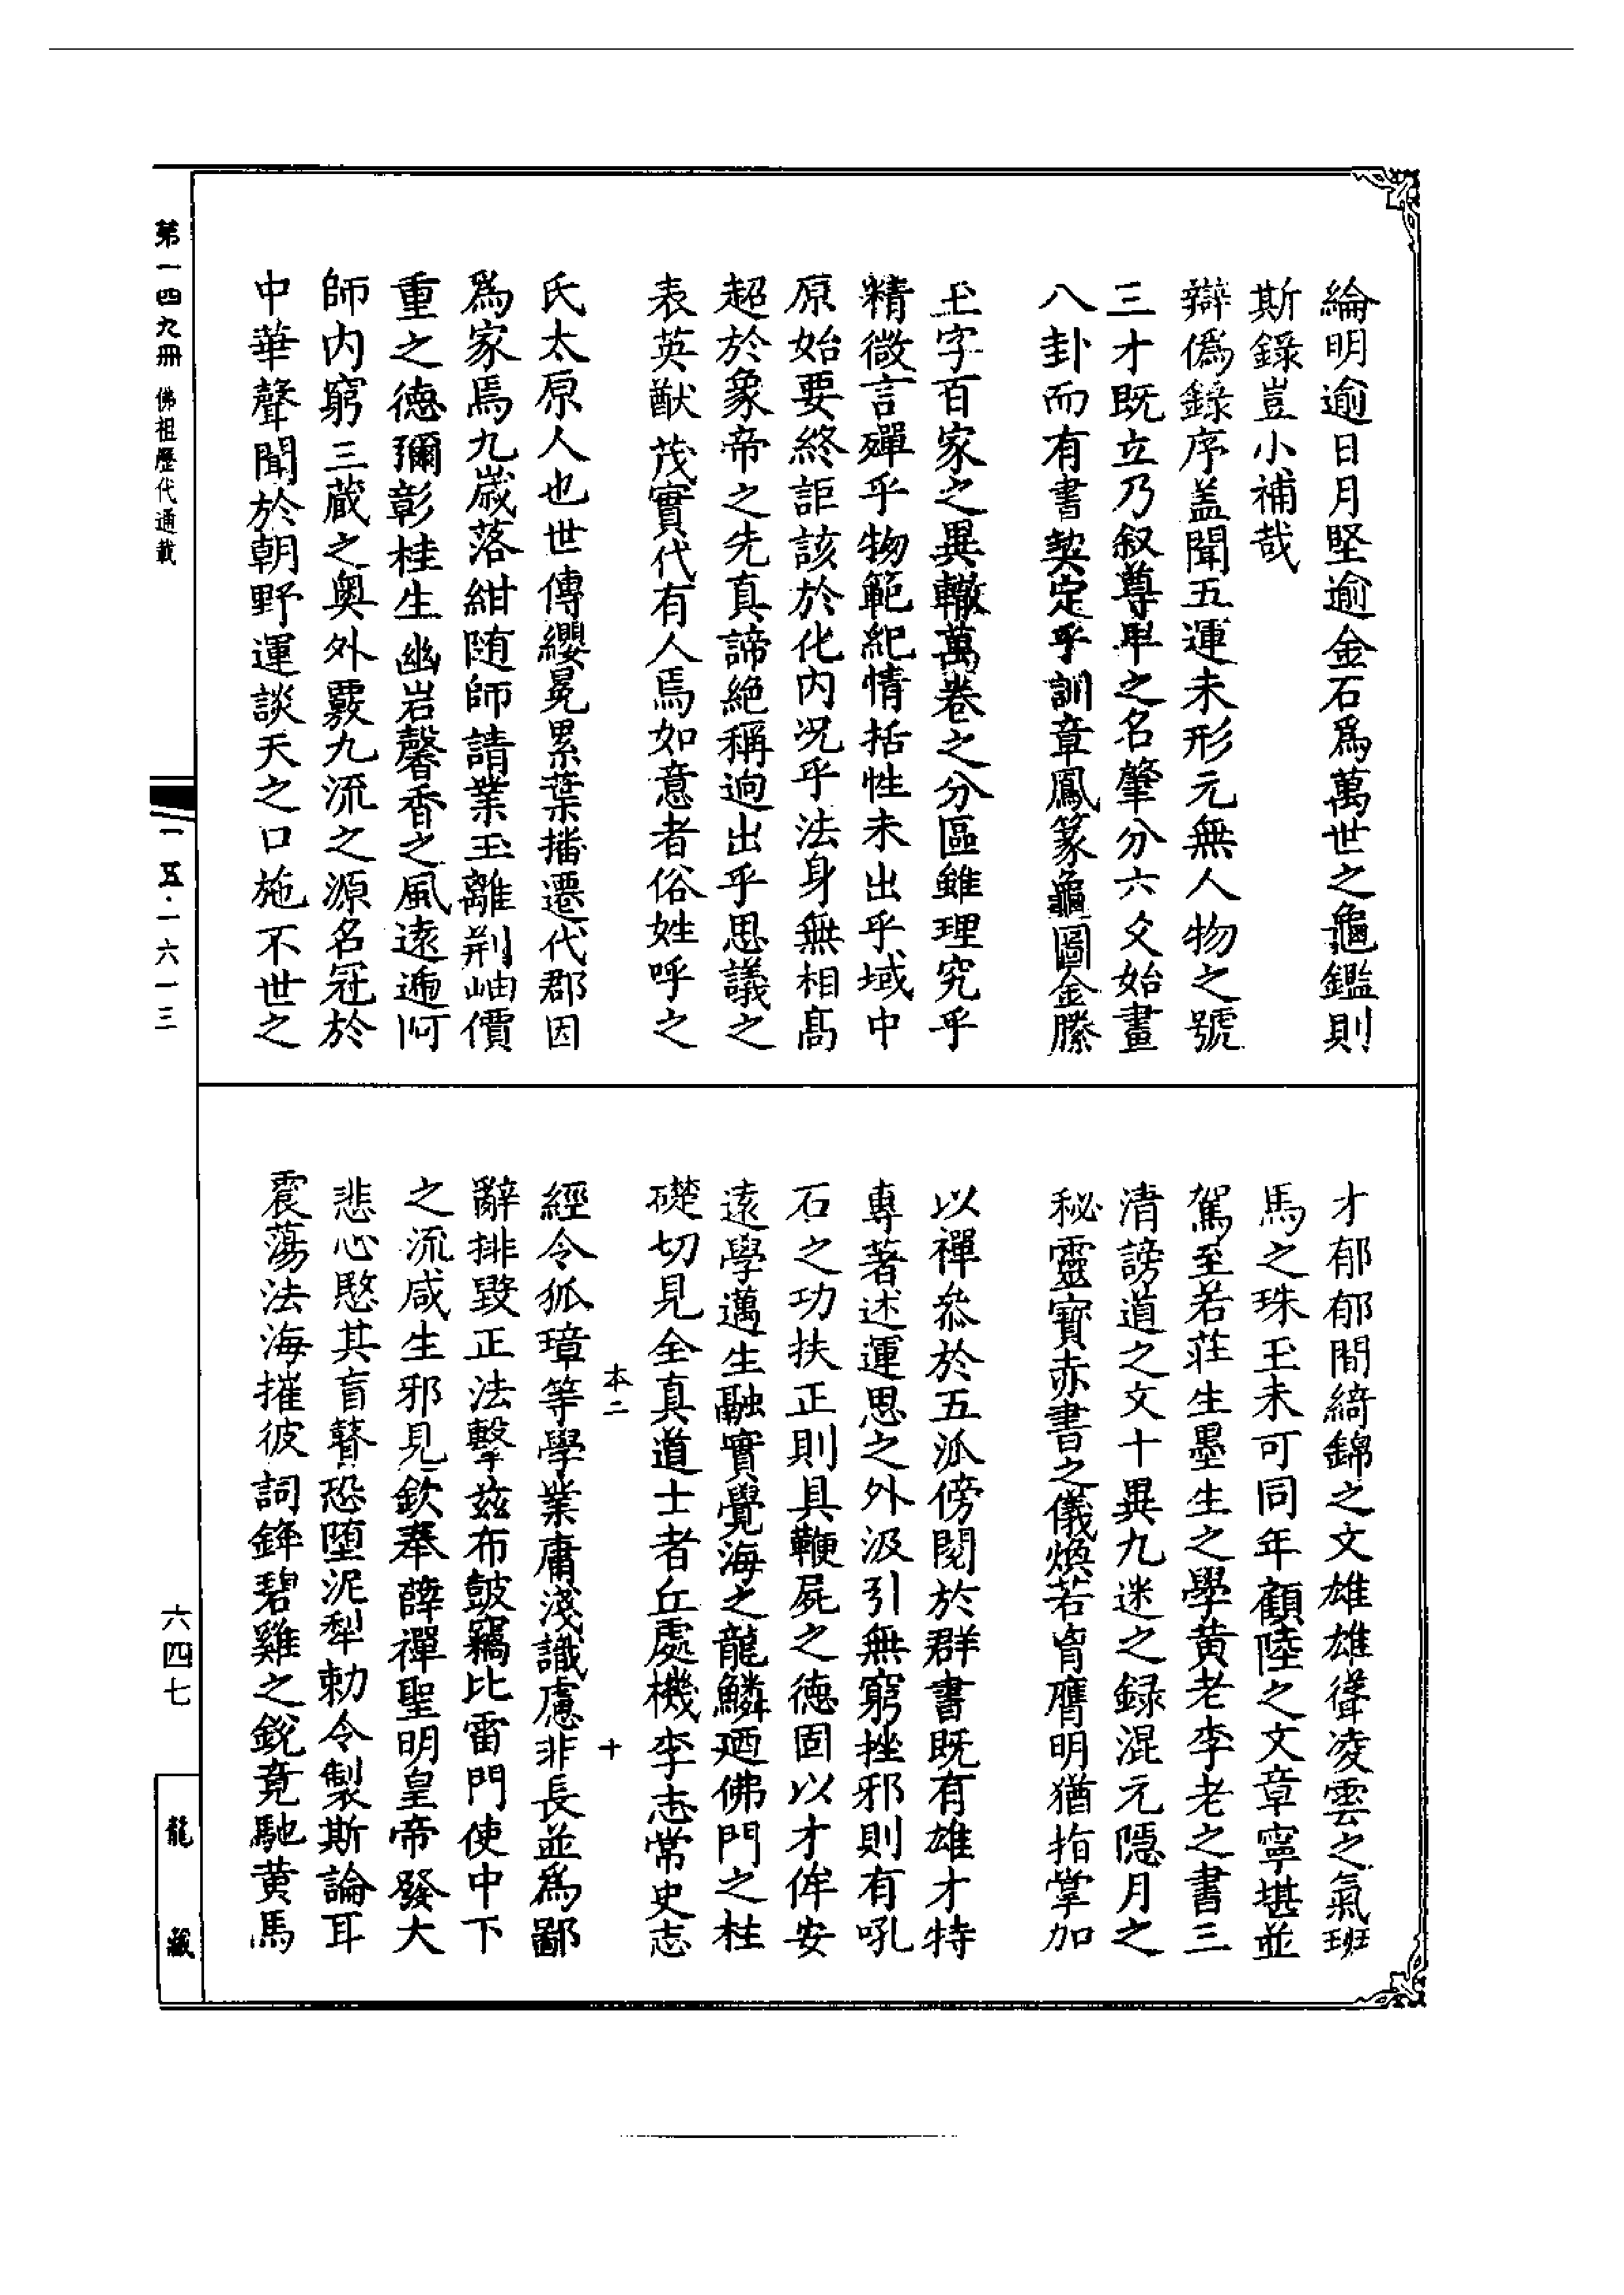 綸明逾日月堅逾金石爲萬世之龜鑑則
斯錄豈小補哉
辯僞錄序盖聞五運未形元無人物之號
三才既立乃叙尊卑之名肇分六爻始畫
八卦而有書契定乎訓章鳳篆龜圖金縢
玉字百家之異轍萬卷之分區雖理究乎
精微言殫乎物範紀情括性未出乎域中
原始要終詎該於化內况乎法身無相高
超於象帝之先真諦絕稱逈出乎思議之
表英猷茂實代有人焉如意者俗姓呼之
氏太原人也世傳纓冕累葉播遷代郡因
爲家焉九歲落紺随師請業玉離荆岫價
重之德彌彰桂生幽岩馨香之風遠遍阿
師内窮三蔵之奥外覈九流之源名冠於
中華聲聞於朝野運談天之口施不世之
才郁郁間綺錦之文雄雄聳凌雲之氣班
馬之珠玉未可同年顧陸之文章寧堪並
駕至若莊生墨生之學黄老李老之書三
清謗道之文十異九迷之録混元隱月之
秘靈寳赤書之儀煥若胷膺明猶指掌加
以禪叅於五派傍閱於群書既有雄才特
專著述運思之外汲引無窮挫邪則有吼
石之功扶正則具鞭屍之德固以才侔安
遠學邁生融實覺海之龍鱗廼佛門之柱
礎切見全真道士者丘處機李志常史志
經令狐璋等學業庸淺識慮非長並爲鄙
辭排毁正法擊兹布皷竊比雷門使中下
之流咸生邪見欽奉薛禪聖明皇帝發大
悲心愍其盲瞽恐堕泥犁勅令製斯論耳
震蕩法海摧彼詞鋒碧雞之銳竟馳黄馬
本二
十
第一四九冊 佛祖歷代通載
一五·一六一三
六四七
龍藏